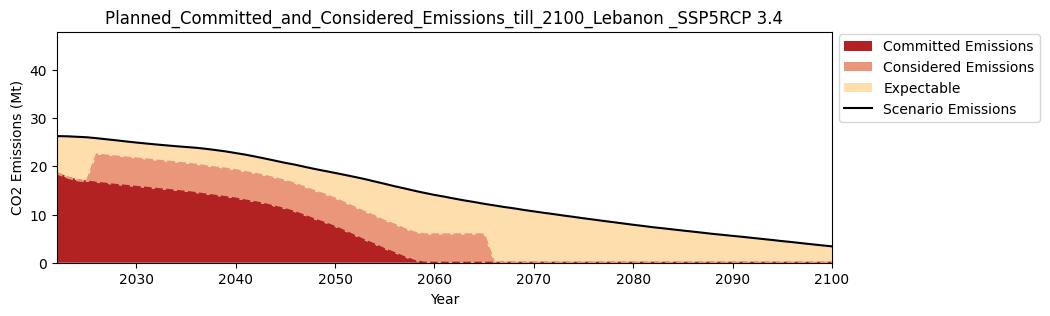 Planned_Committed_and_Considered_Emissions_till_2100_Lebanon _SSP5RCP 3.4
CO2 Emissions (Mt)
40
30
20
10
0
2030 2040 2050 2060 2070 2080 2090 2100
Year
Committed Emissions
Considered Emissions
Expectable
Scenario Emissions